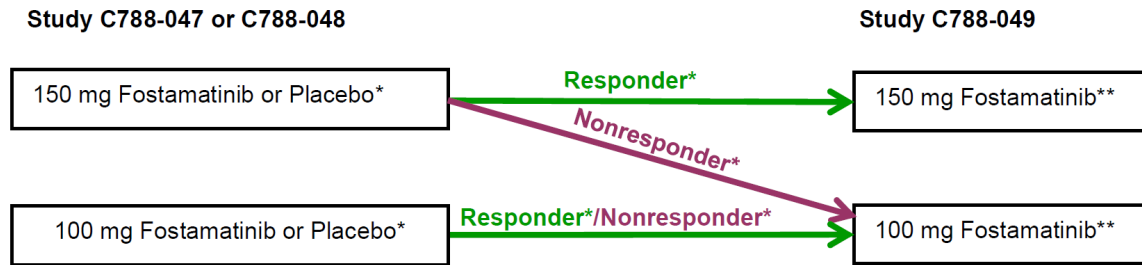 Study C788-047 or C788-048
Study C788-049
150 mg Fostamatinib or Placebo*
Responder*
150 mg Fostamatinib**
Nonresponder*
100 mg Fostamatinib or Placebo*
Responder*/Nonresponder*
100 mg Fostamatinib**